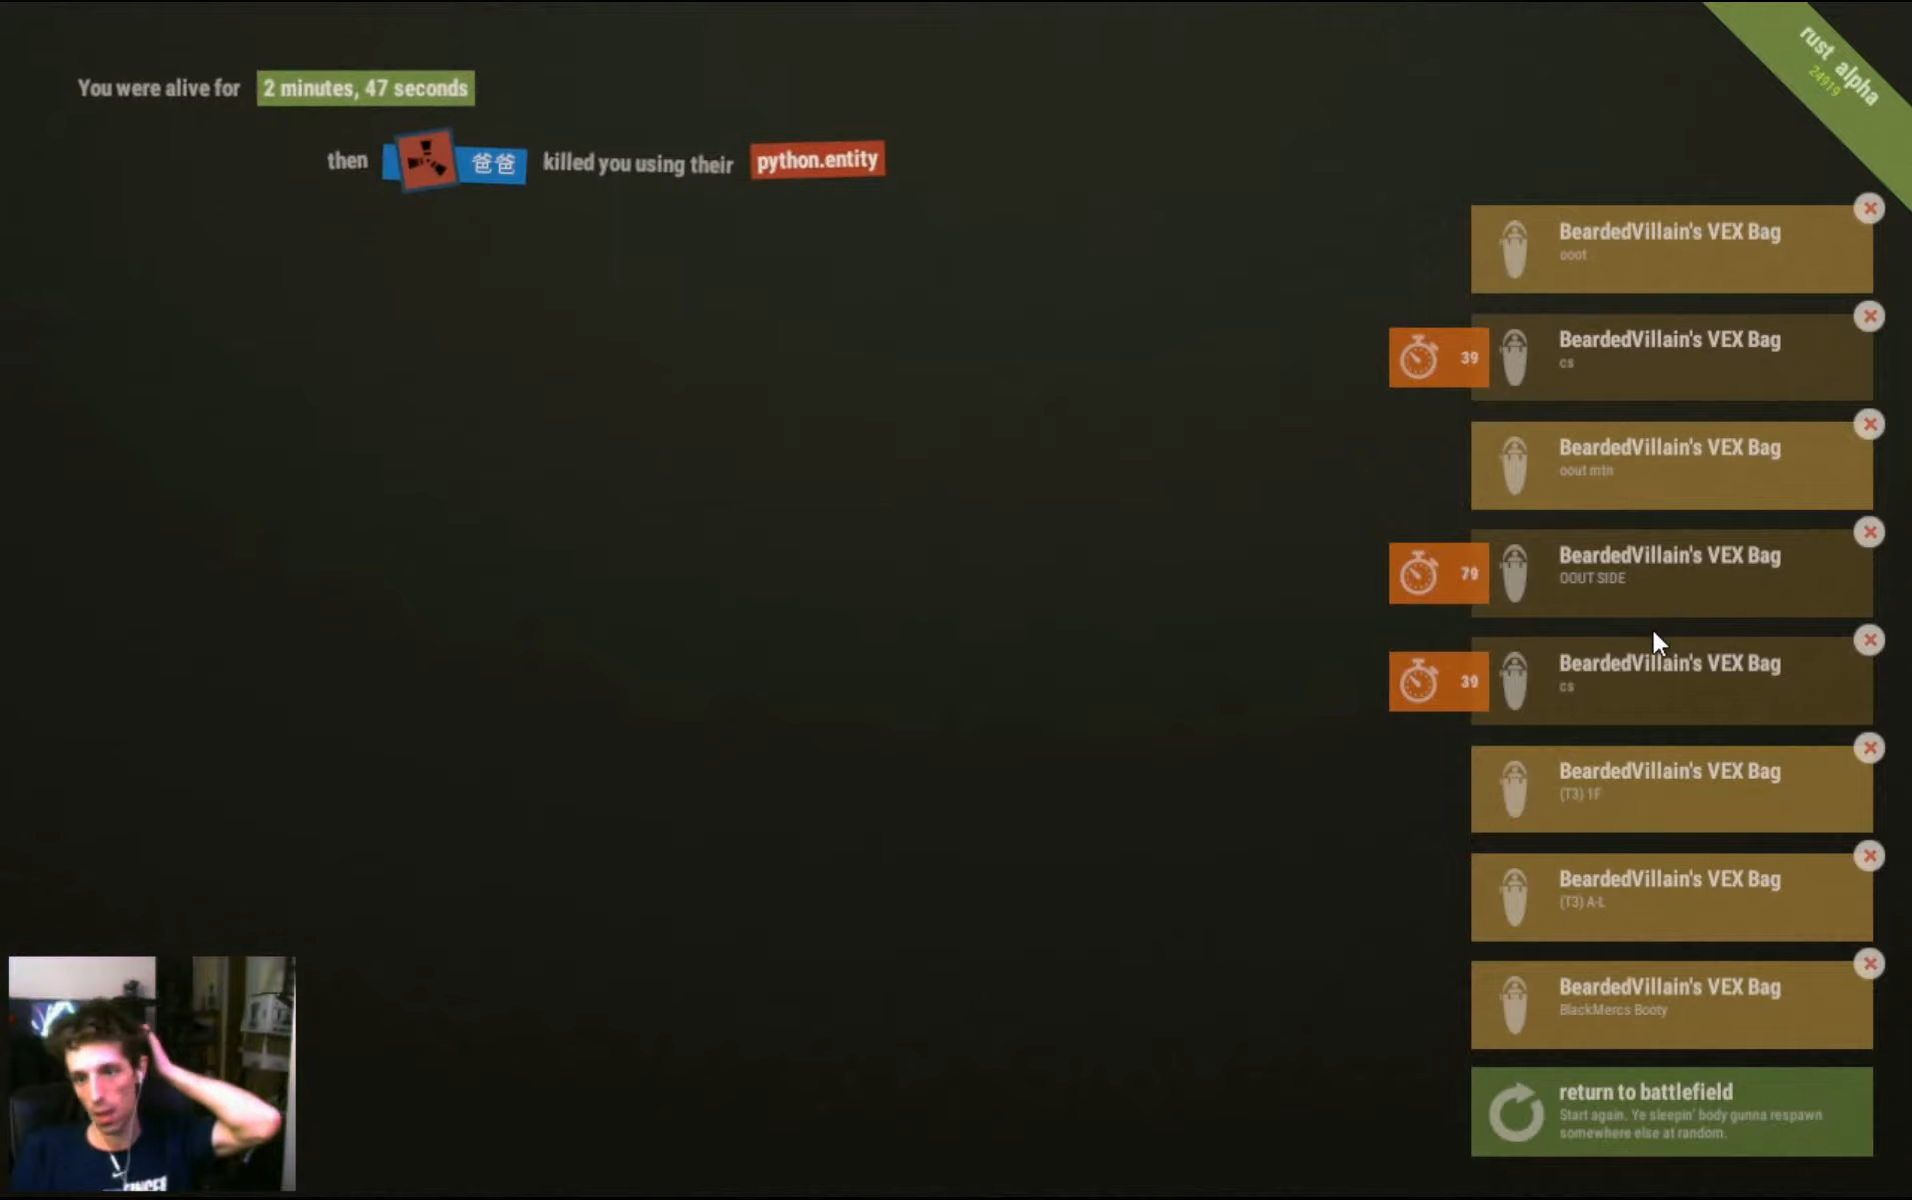 You were alive for 2 minutes, 47 seconds
then 爸爸 killed you using their python.entity
rust alpha
24919
BeardedVillain's VEX Bag
ooot
39
BeardedVillain's VEX Bag
cs
BeardedVillain's VEX Bag
oout mtn
79
BeardedVillain's VEX Bag
OOUT SIDE
39
BeardedVillain's VEX Bag
cs
BeardedVillain's VEX Bag
(T3) 1F
BeardedVillain's VEX Bag
(T3) A-L
BeardedVillain's VEX Bag
BlackMercs Booty
return to battlefield
Start again. Ye sleepin' body gunna respawn
somewhere else at random.